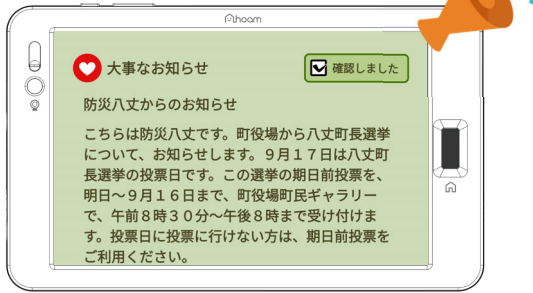 hoam
大事なお知らせ
確認しました
防災八丈からのお知らせ
こちらは防災八丈です。町役場から八丈町長選挙
について、お知らせします。９月１７日は八丈町
長選挙の投票日です。この選挙の期日前投票を、
明日～９月１６日まで、町役場町民ギャラリー
で、午前８時３０分～午後８時まで受け付けま
す。投票日に投票に行けない方は、期日前投票を
ご利用ください。